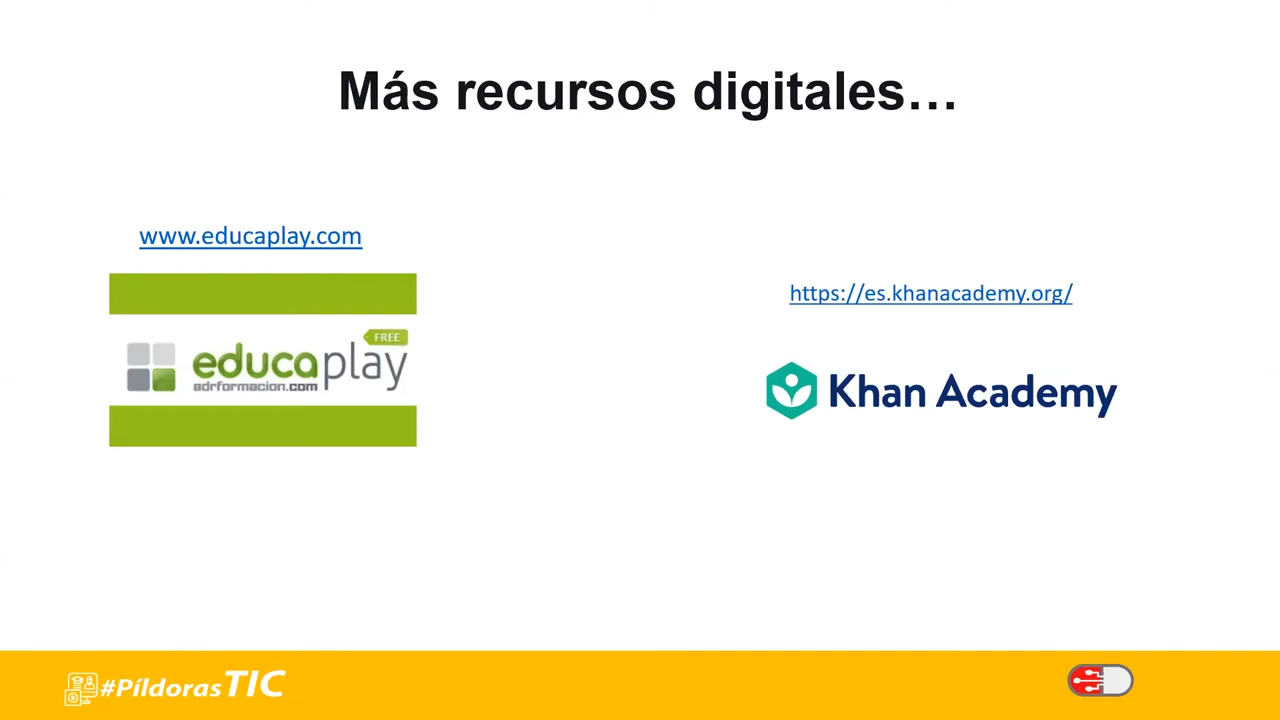 Más recursos digitales…
www.educaplay.com
FREE
educaplay
adrformacion.com
https://es.khanacademy.org/
Khan Academy
#PíldorasTIC